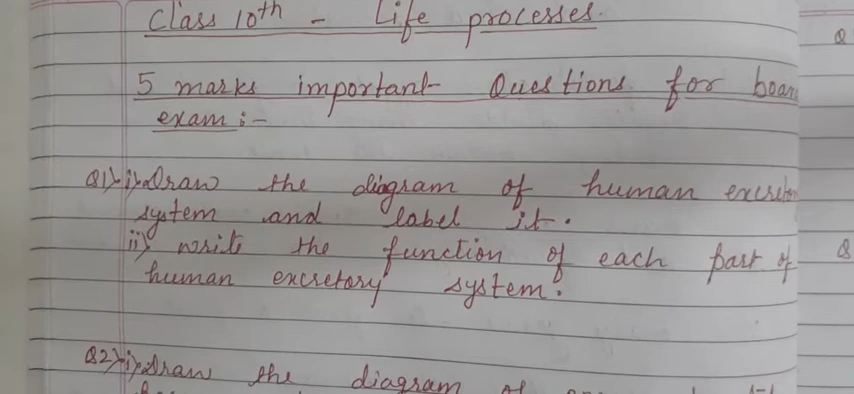 Class 10th - Life processes.
5 marks important Questions for boar
exam :-
Q1) i) Draw the diagram of human excretory
system and label it.
ii) write the function of each part of
human excretory system.
Q2) i) Draw the diagram of
Q
Q